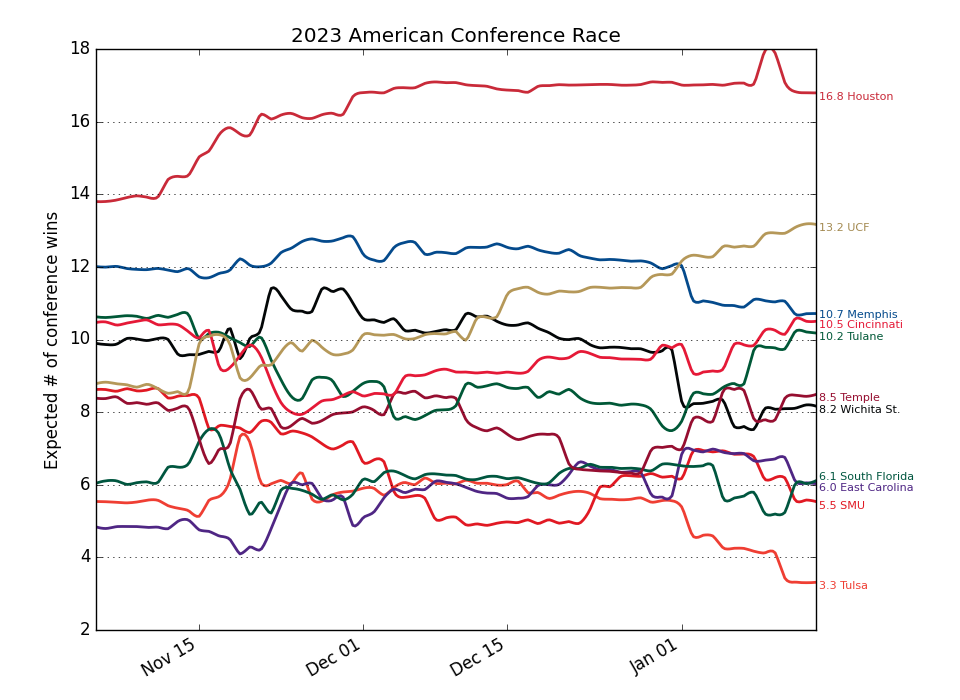 2023 American Conference Race
Expected # of conference wins
18
16
14
12
10
8
6
4
2
Nov 15
Dec 01
Dec 15
Jan 01
16.8 Houston
13.2 UCF
10.7 Memphis
10.5 Cincinnati
10.2 Tulane
8.5 Temple
8.2 Wichita St.
6.1 South Florida
6.0 East Carolina
5.5 SMU
3.3 Tulsa